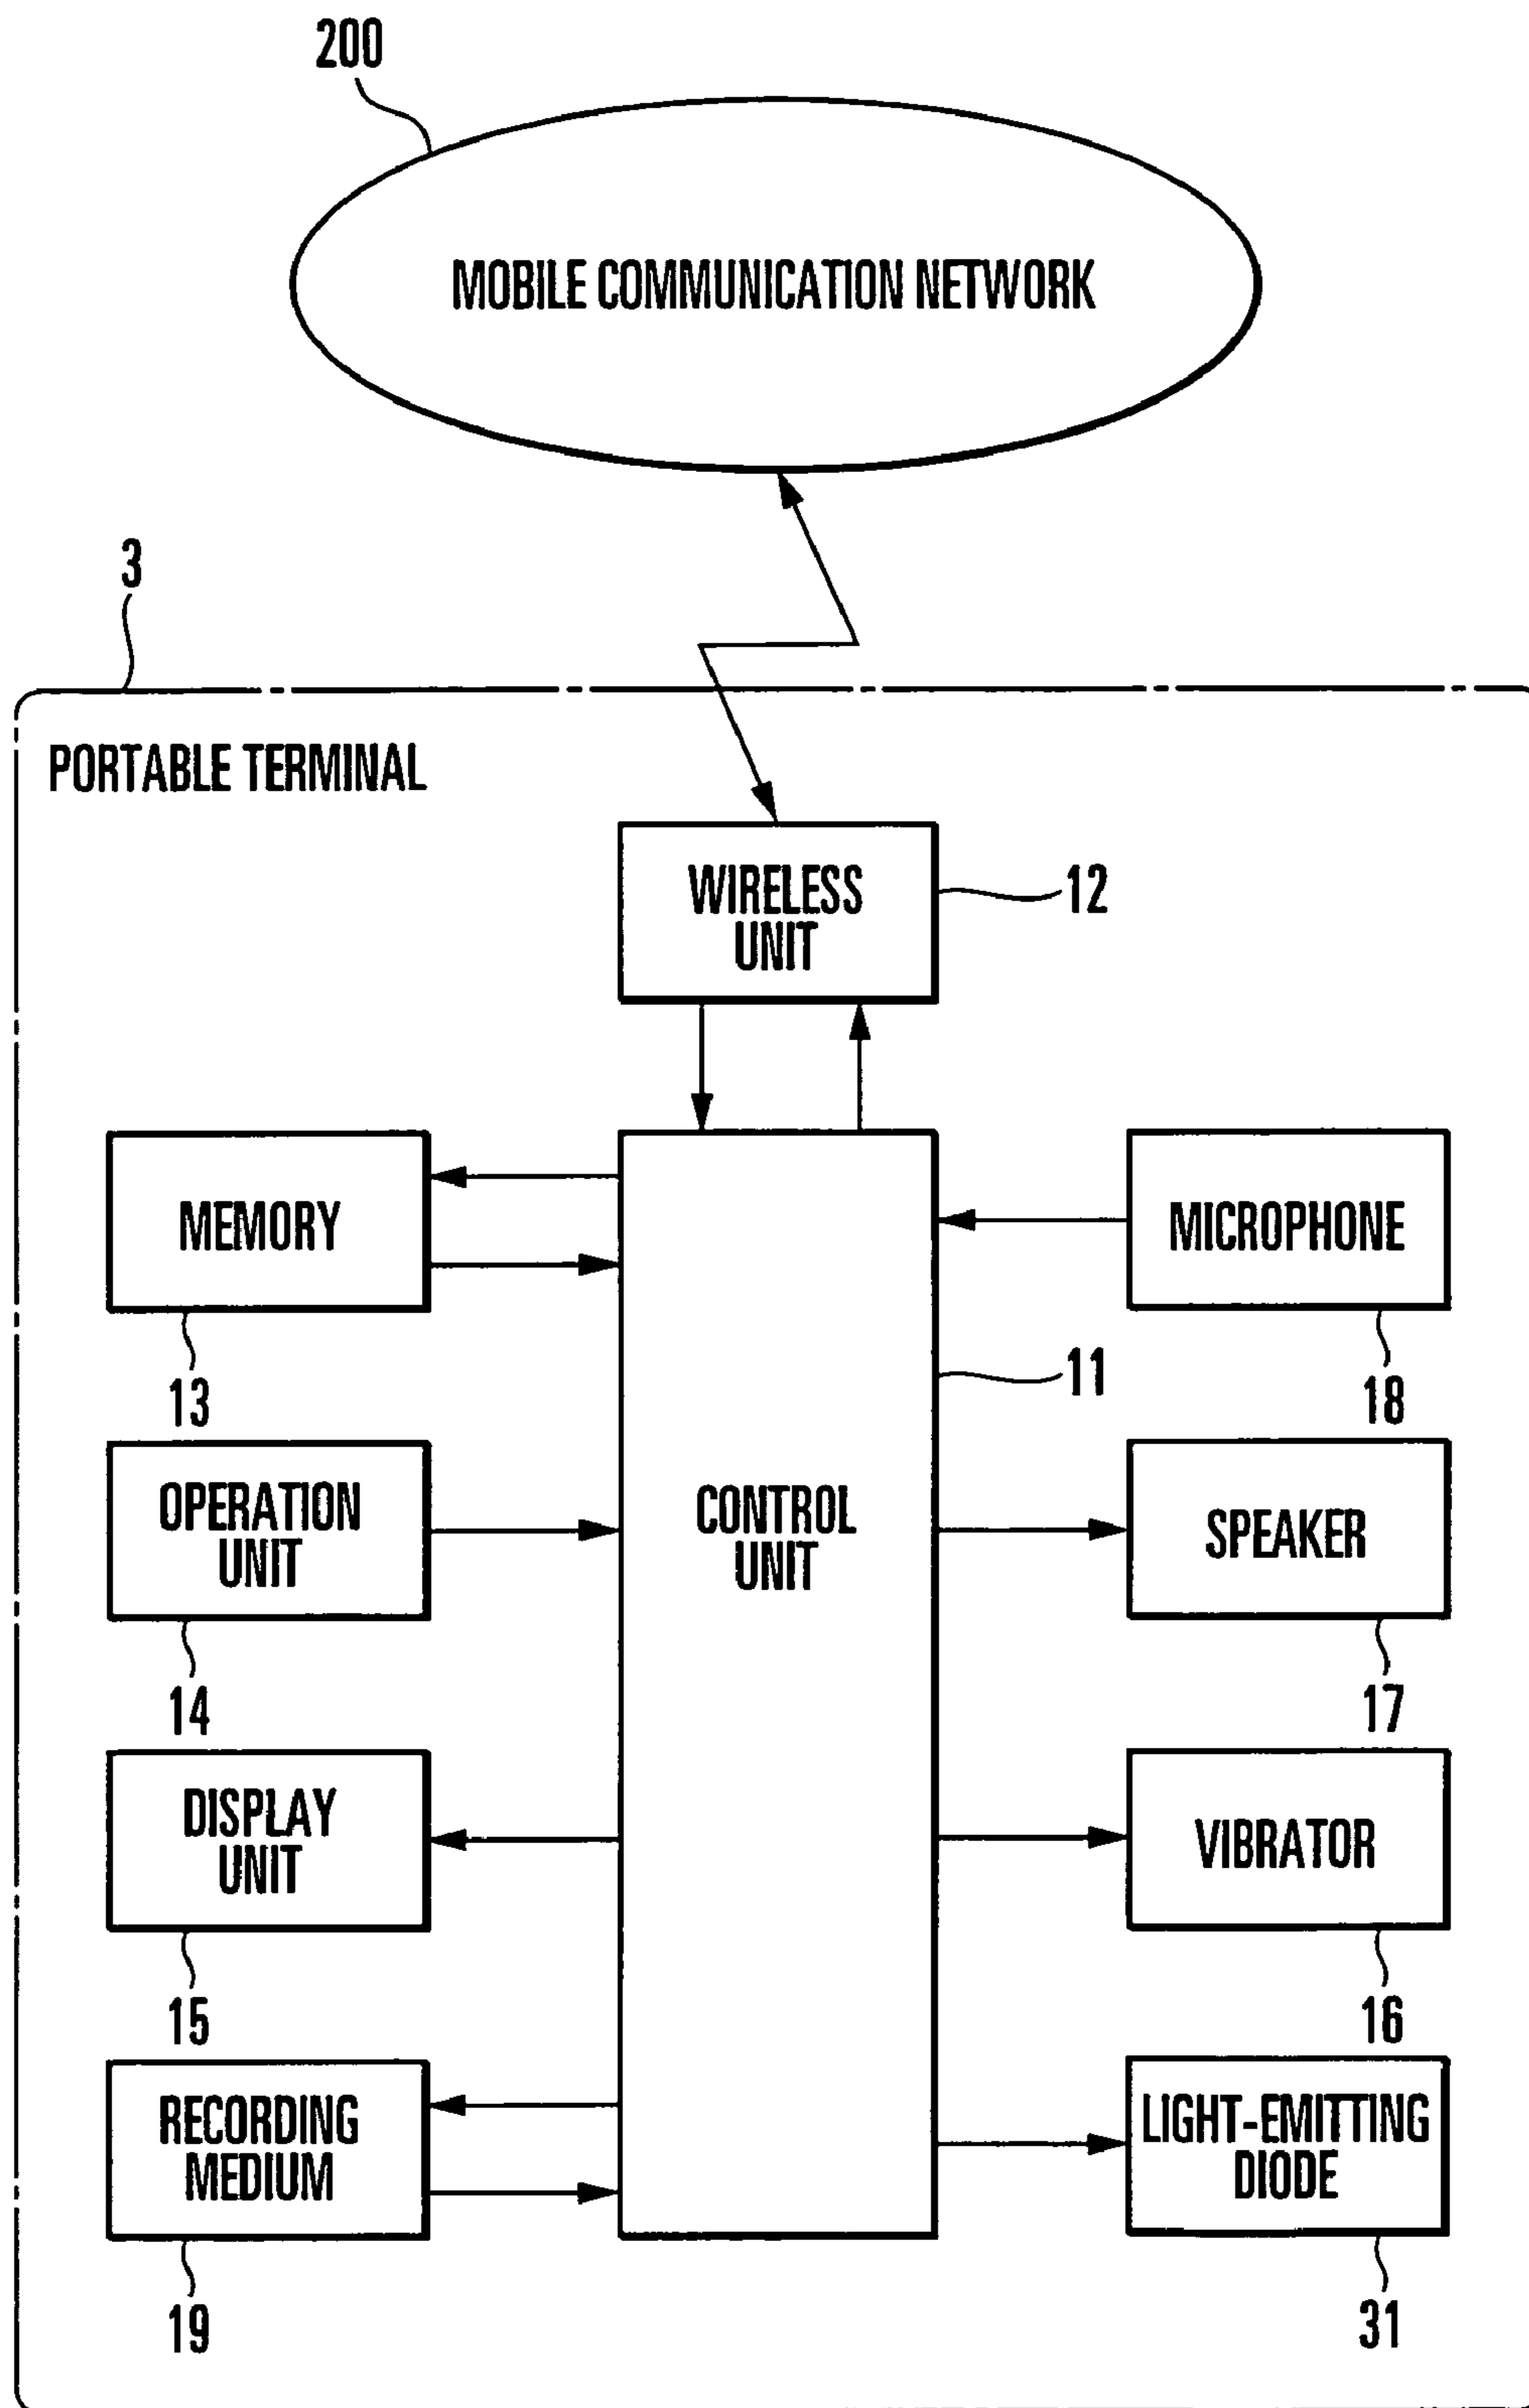 200
MOBILE COMMUNICATION NETWORK
3
PORTABLE TERMINAL
WIRELESS
UNIT
12
MEMORY
13
MICROPHONE
18
11
OPERATION
UNIT
14
CONTROL
UNIT
SPEAKER
17
DISPLAY
UNIT
15
VIBRATOR
16
RECORDING
MEDIUM
19
LIGHT-EMITTING
DIODE
31